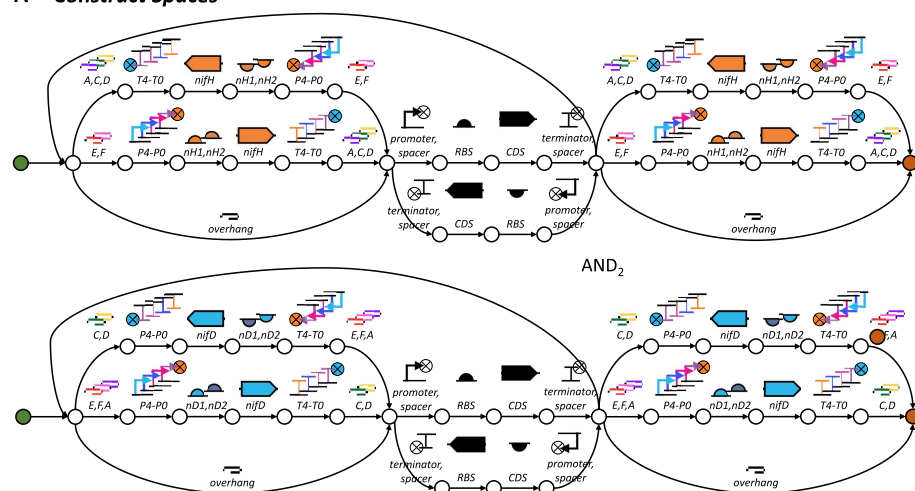 A Construct Spaces
A,C,D T4-T0 nifH nH1,nH2 P4-P0 E,F
A,C,D T4-T0 nifH nH1,nH2 P4-P0 E,F
promoter, spacer
terminator, spacer
E,F P4-P0 nH1,nH2 nifH T4-T0 A,C,D
RBS CDS
E,F P4-P0 nH1,nH2 nifH T4-T0 A,C,D
terminator, spacer
CDS RBS
promoter, spacer
overhang
overhang
AND2
C,D P4-P0 nifD nD1,nD2 T4-T0 E,F,A
C,D P4-P0 nifD nD1,nD2 T4-T0 F,A
promoter, spacer
terminator, spacer
E,F,A P4-P0 nD1,nD2 nifD T4-T0 C,D
RBS CDS
E,F,A P4-P0 nD1,nD2 nifD T4-T0 C,D
terminator, spacer
CDS RBS
promoter, spacer
overhang
overhang